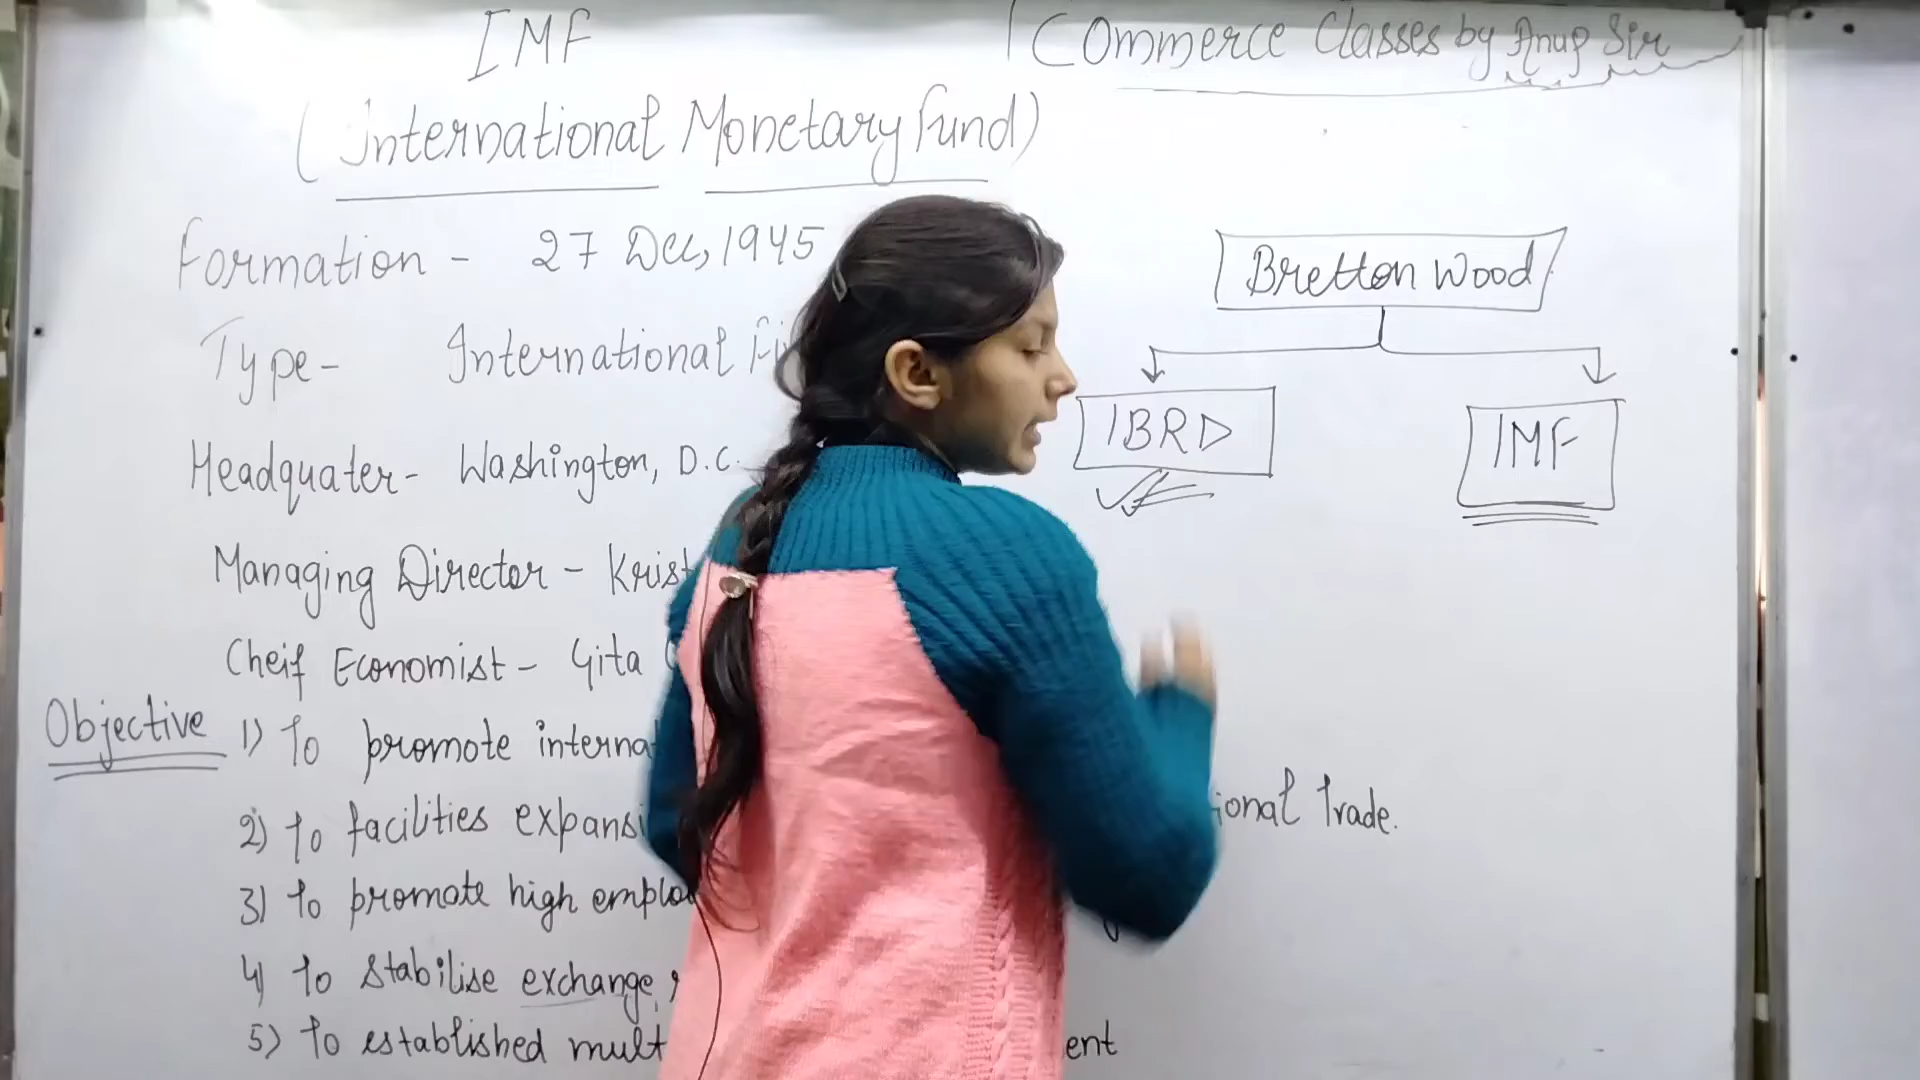 IMF
Commerce Classes by Anup Sir
(International Monetary Fund)
Formation - 27 Dec, 1945
Type - International Fi
Headquater - Washington, D.C.
Managing Director - Krist
Cheif Economist - Gita
Objective
1) To promote internat
2) To facilities expansi ional Trade.
3) To promote high emplo
4) To stabilise exchange
5) To established mult ent
Bretton Wood
IBRD
IMF